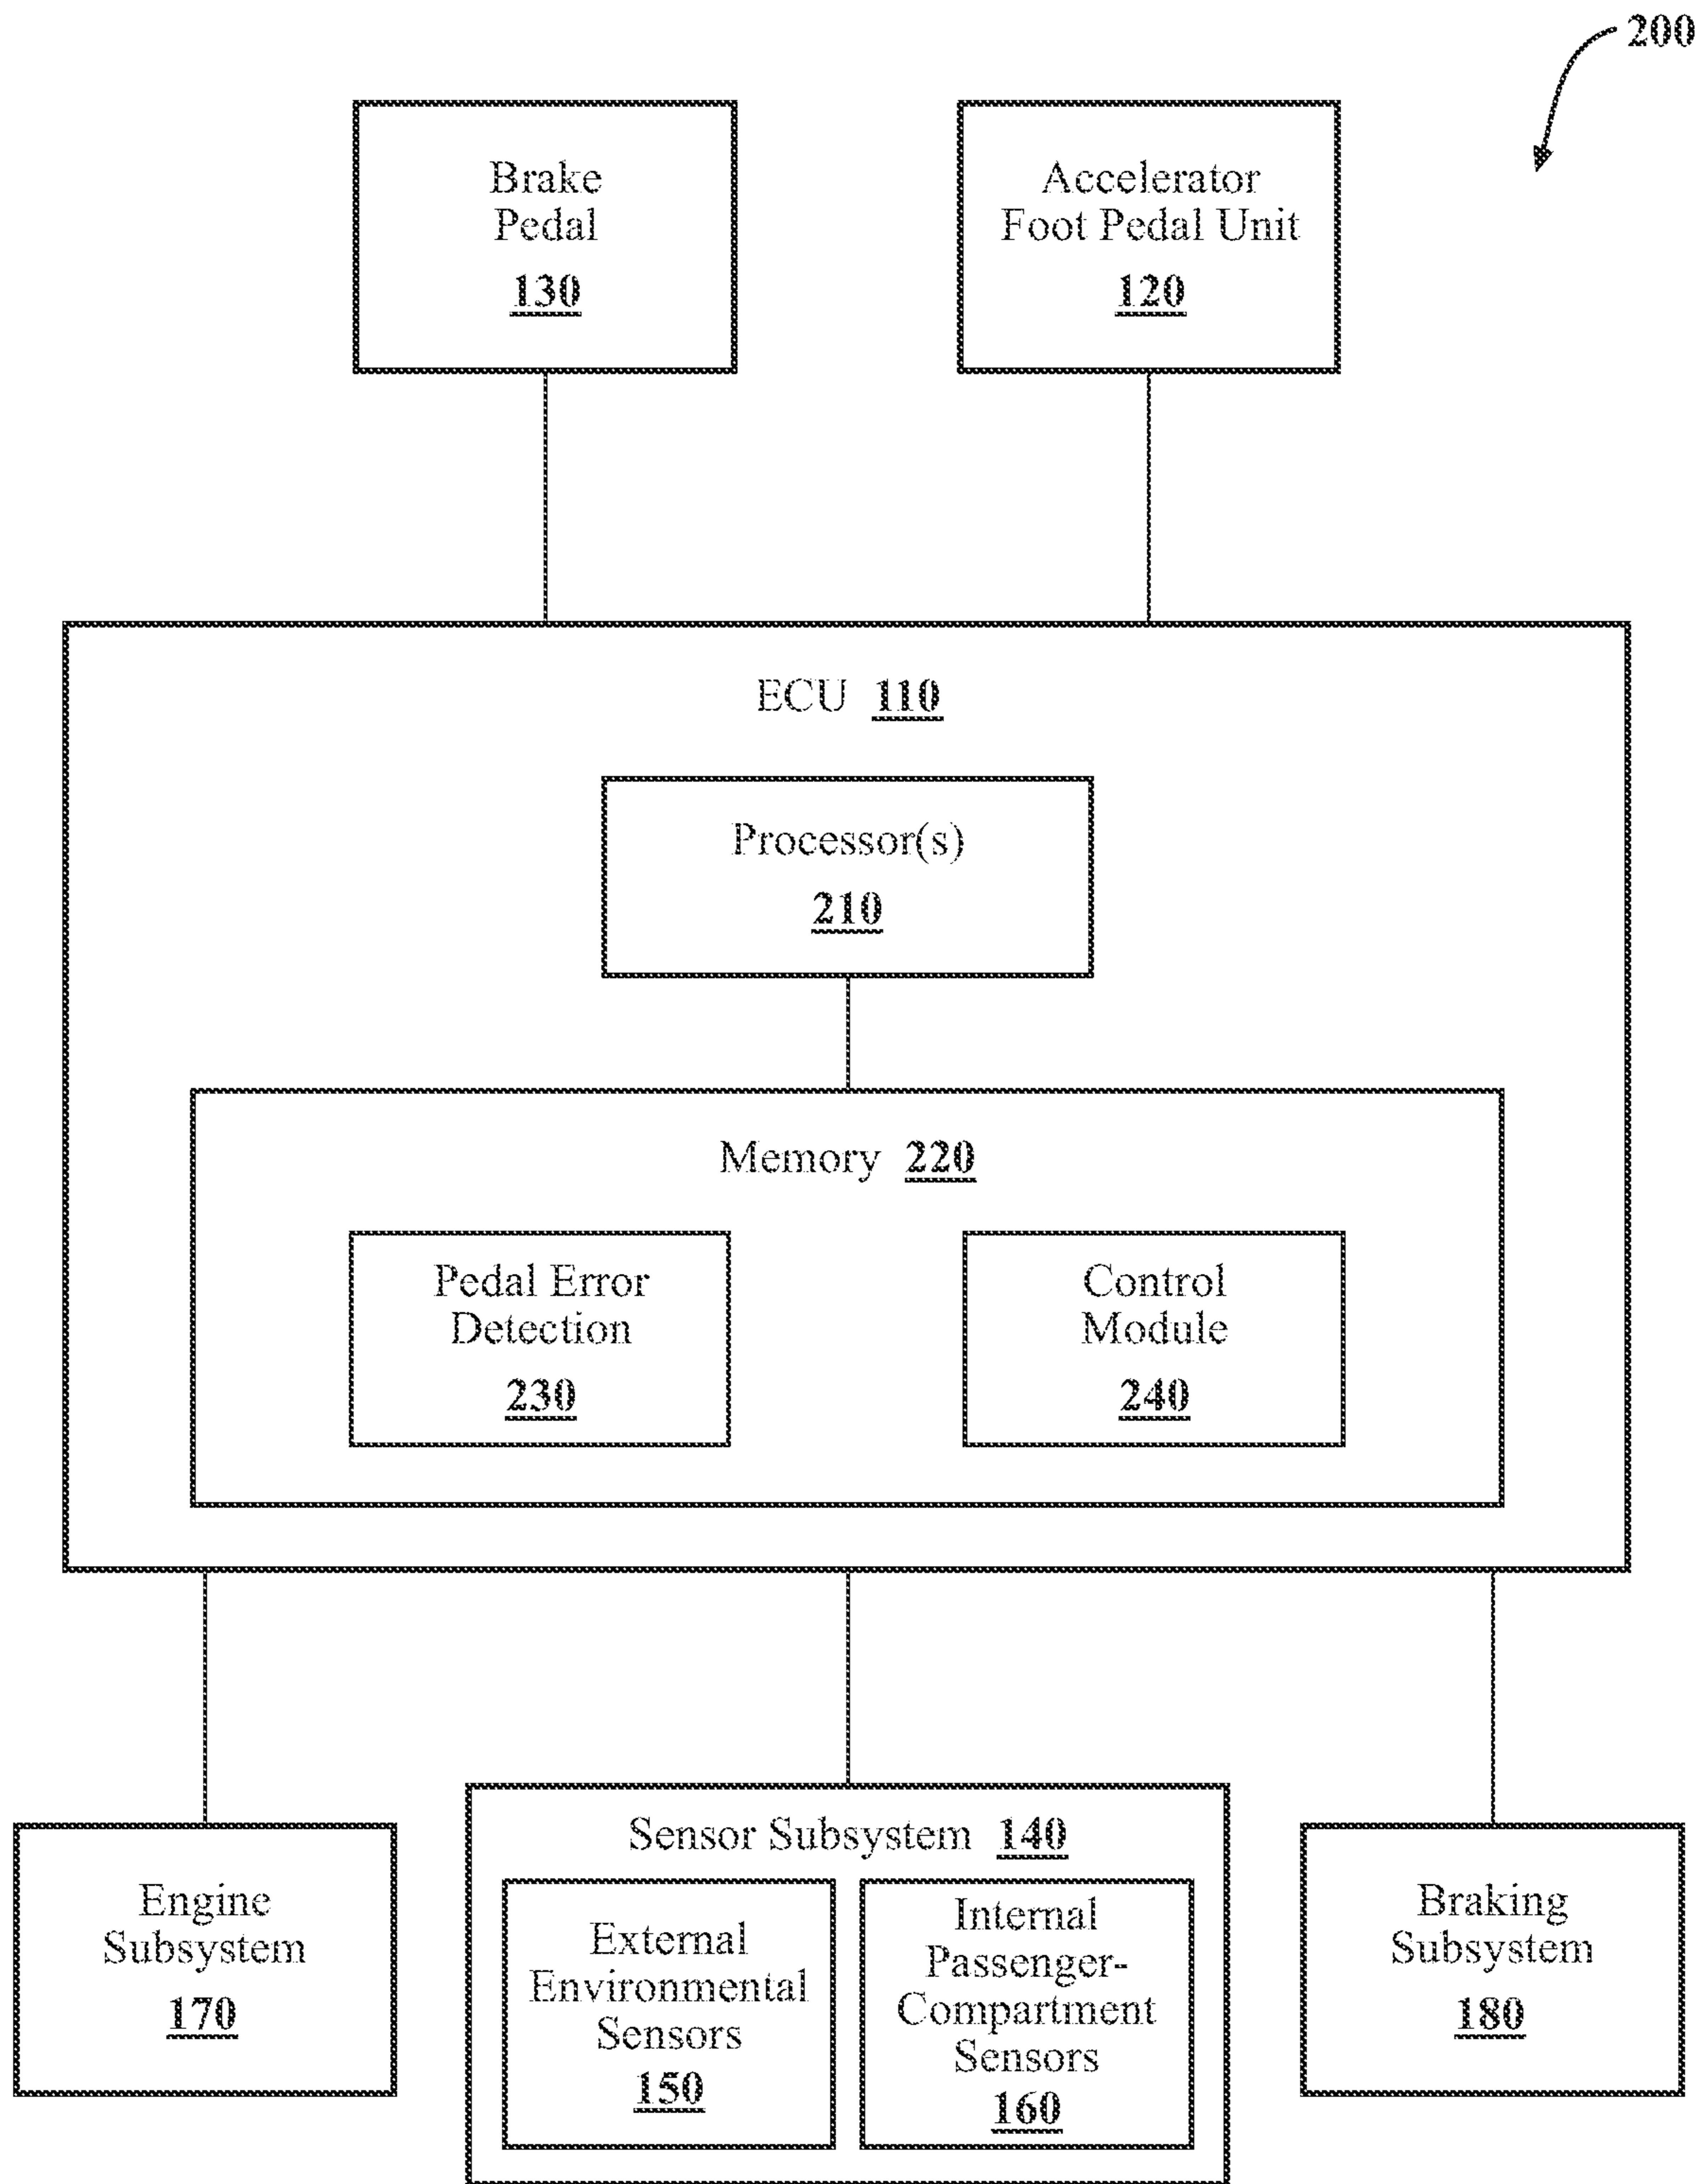 200
Brake
Pedal
130
Accelerator
Foot Pedal Unit
120
ECU 110
Processor(s)
210
Memory 220
Pedal Error
Detection
230
Control
Module
240
Engine
Subsystem
170
Sensor Subsystem 140
External
Environmental
Sensors
150
Internal
Passenger-
Compartment
Sensors
160
Braking
Subsystem
180